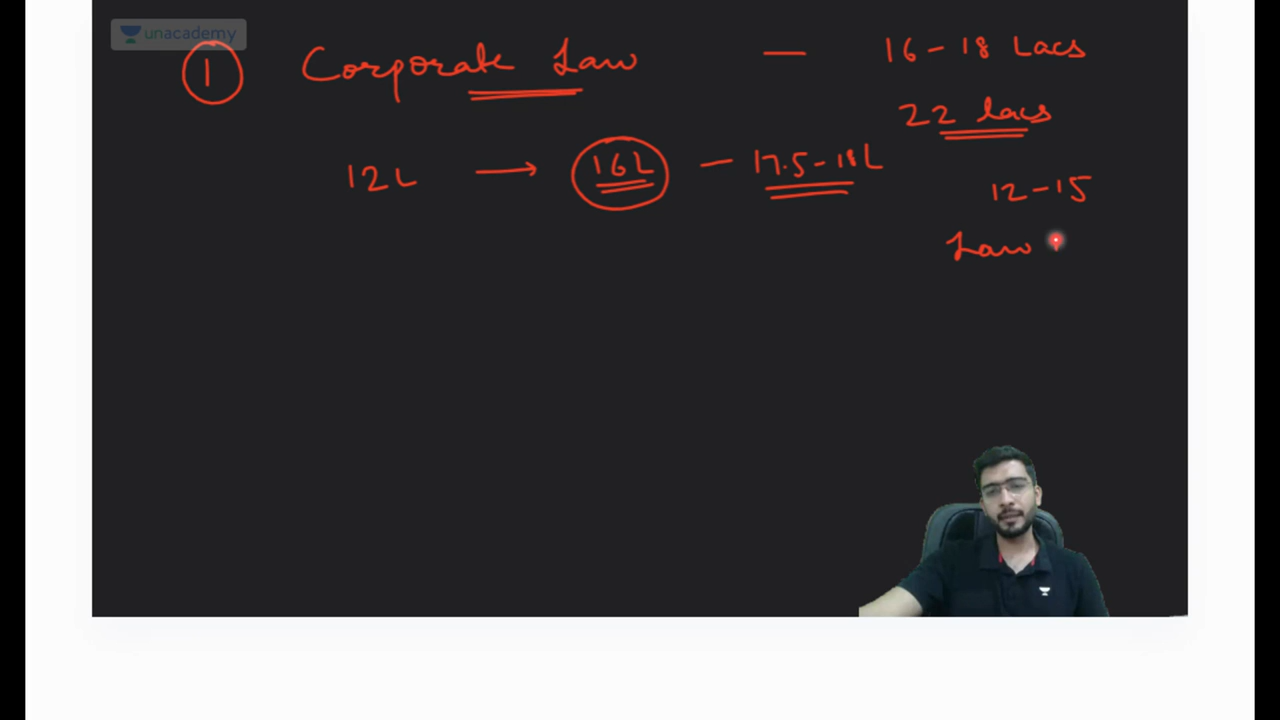 unacademy
1 Corporate Law — 16-18 Lacs
22 lacs
12L → 16L — 17.5-18L
12-15
Law